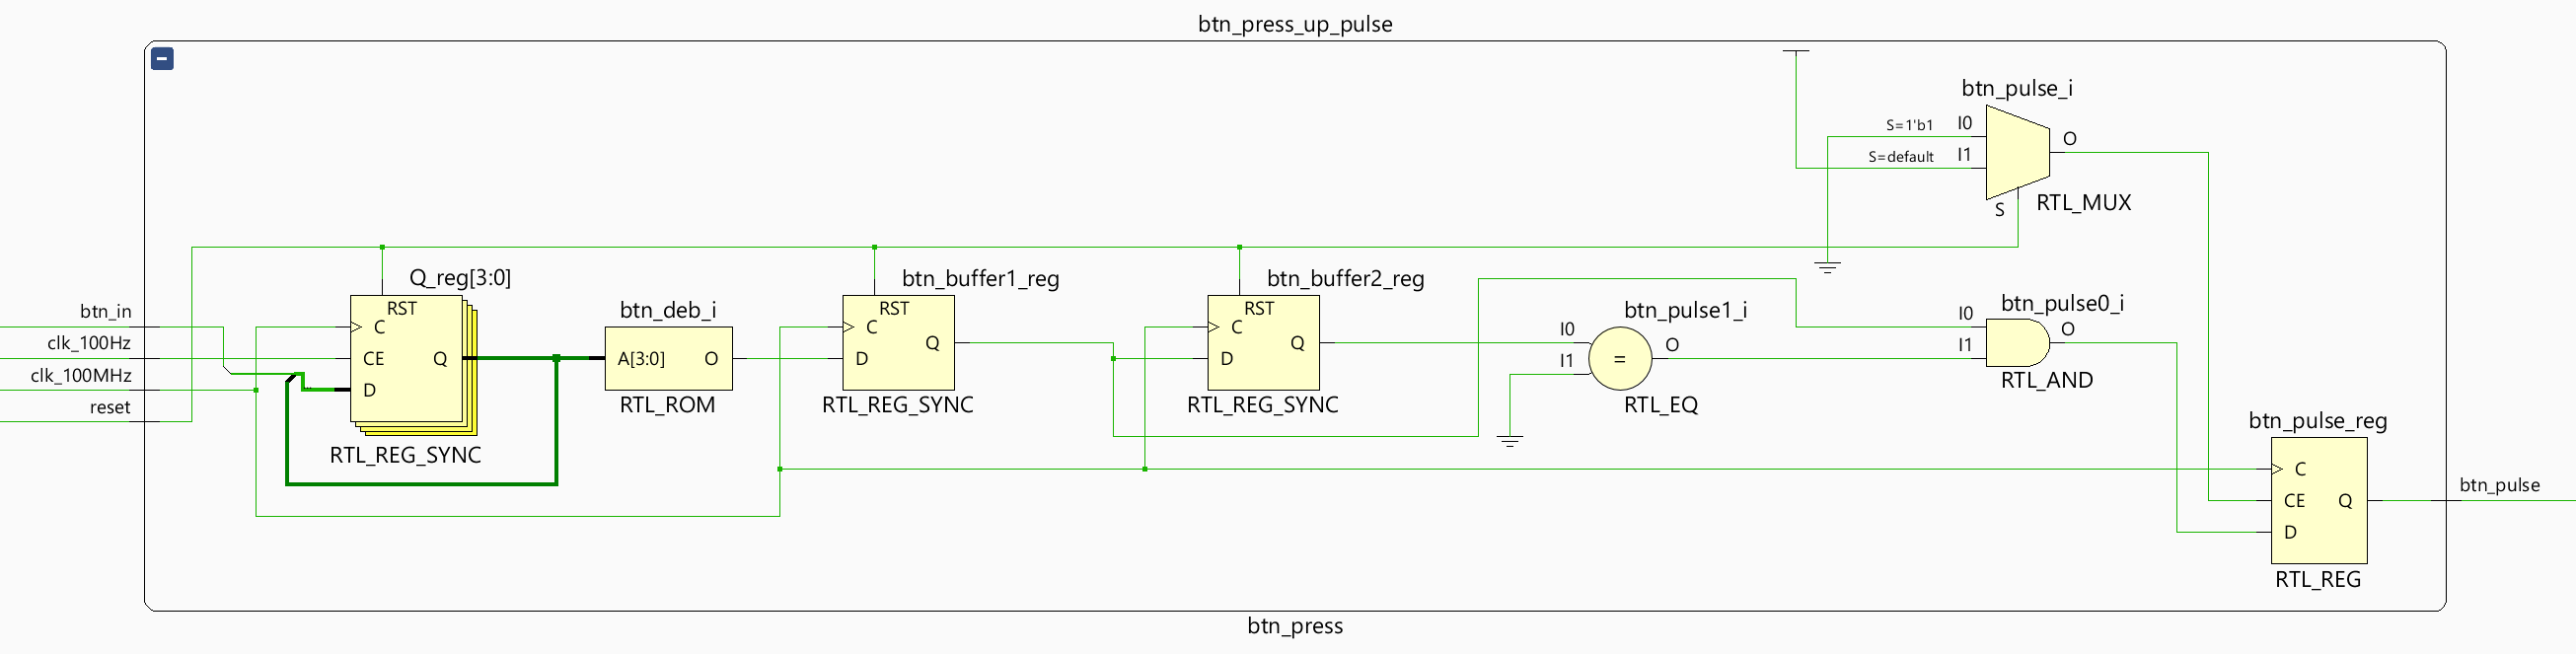 btn_press_up_pulse
btn_pulse_i
S=1'b1 I0
O
S=default I1
S
RTL_MUX
Q_reg[3:0]
btn_buffer1_reg
btn_buffer2_reg
btn_in
RST
C
CE Q
D
RTL_REG_SYNC
clk_100Hz
clk_100MHz
reset
btn_deb_i
A[3:0] O
RTL_ROM
RST
C
Q
D
RTL_REG_SYNC
RST
C
Q
D
RTL_REG_SYNC
btn_pulse1_i
I0
= O
I1
RTL_EQ
btn_pulse0_i
I0
O
I1
RTL_AND
btn_pulse_reg
C
CE Q
D
RTL_REG
btn_pulse
btn_press